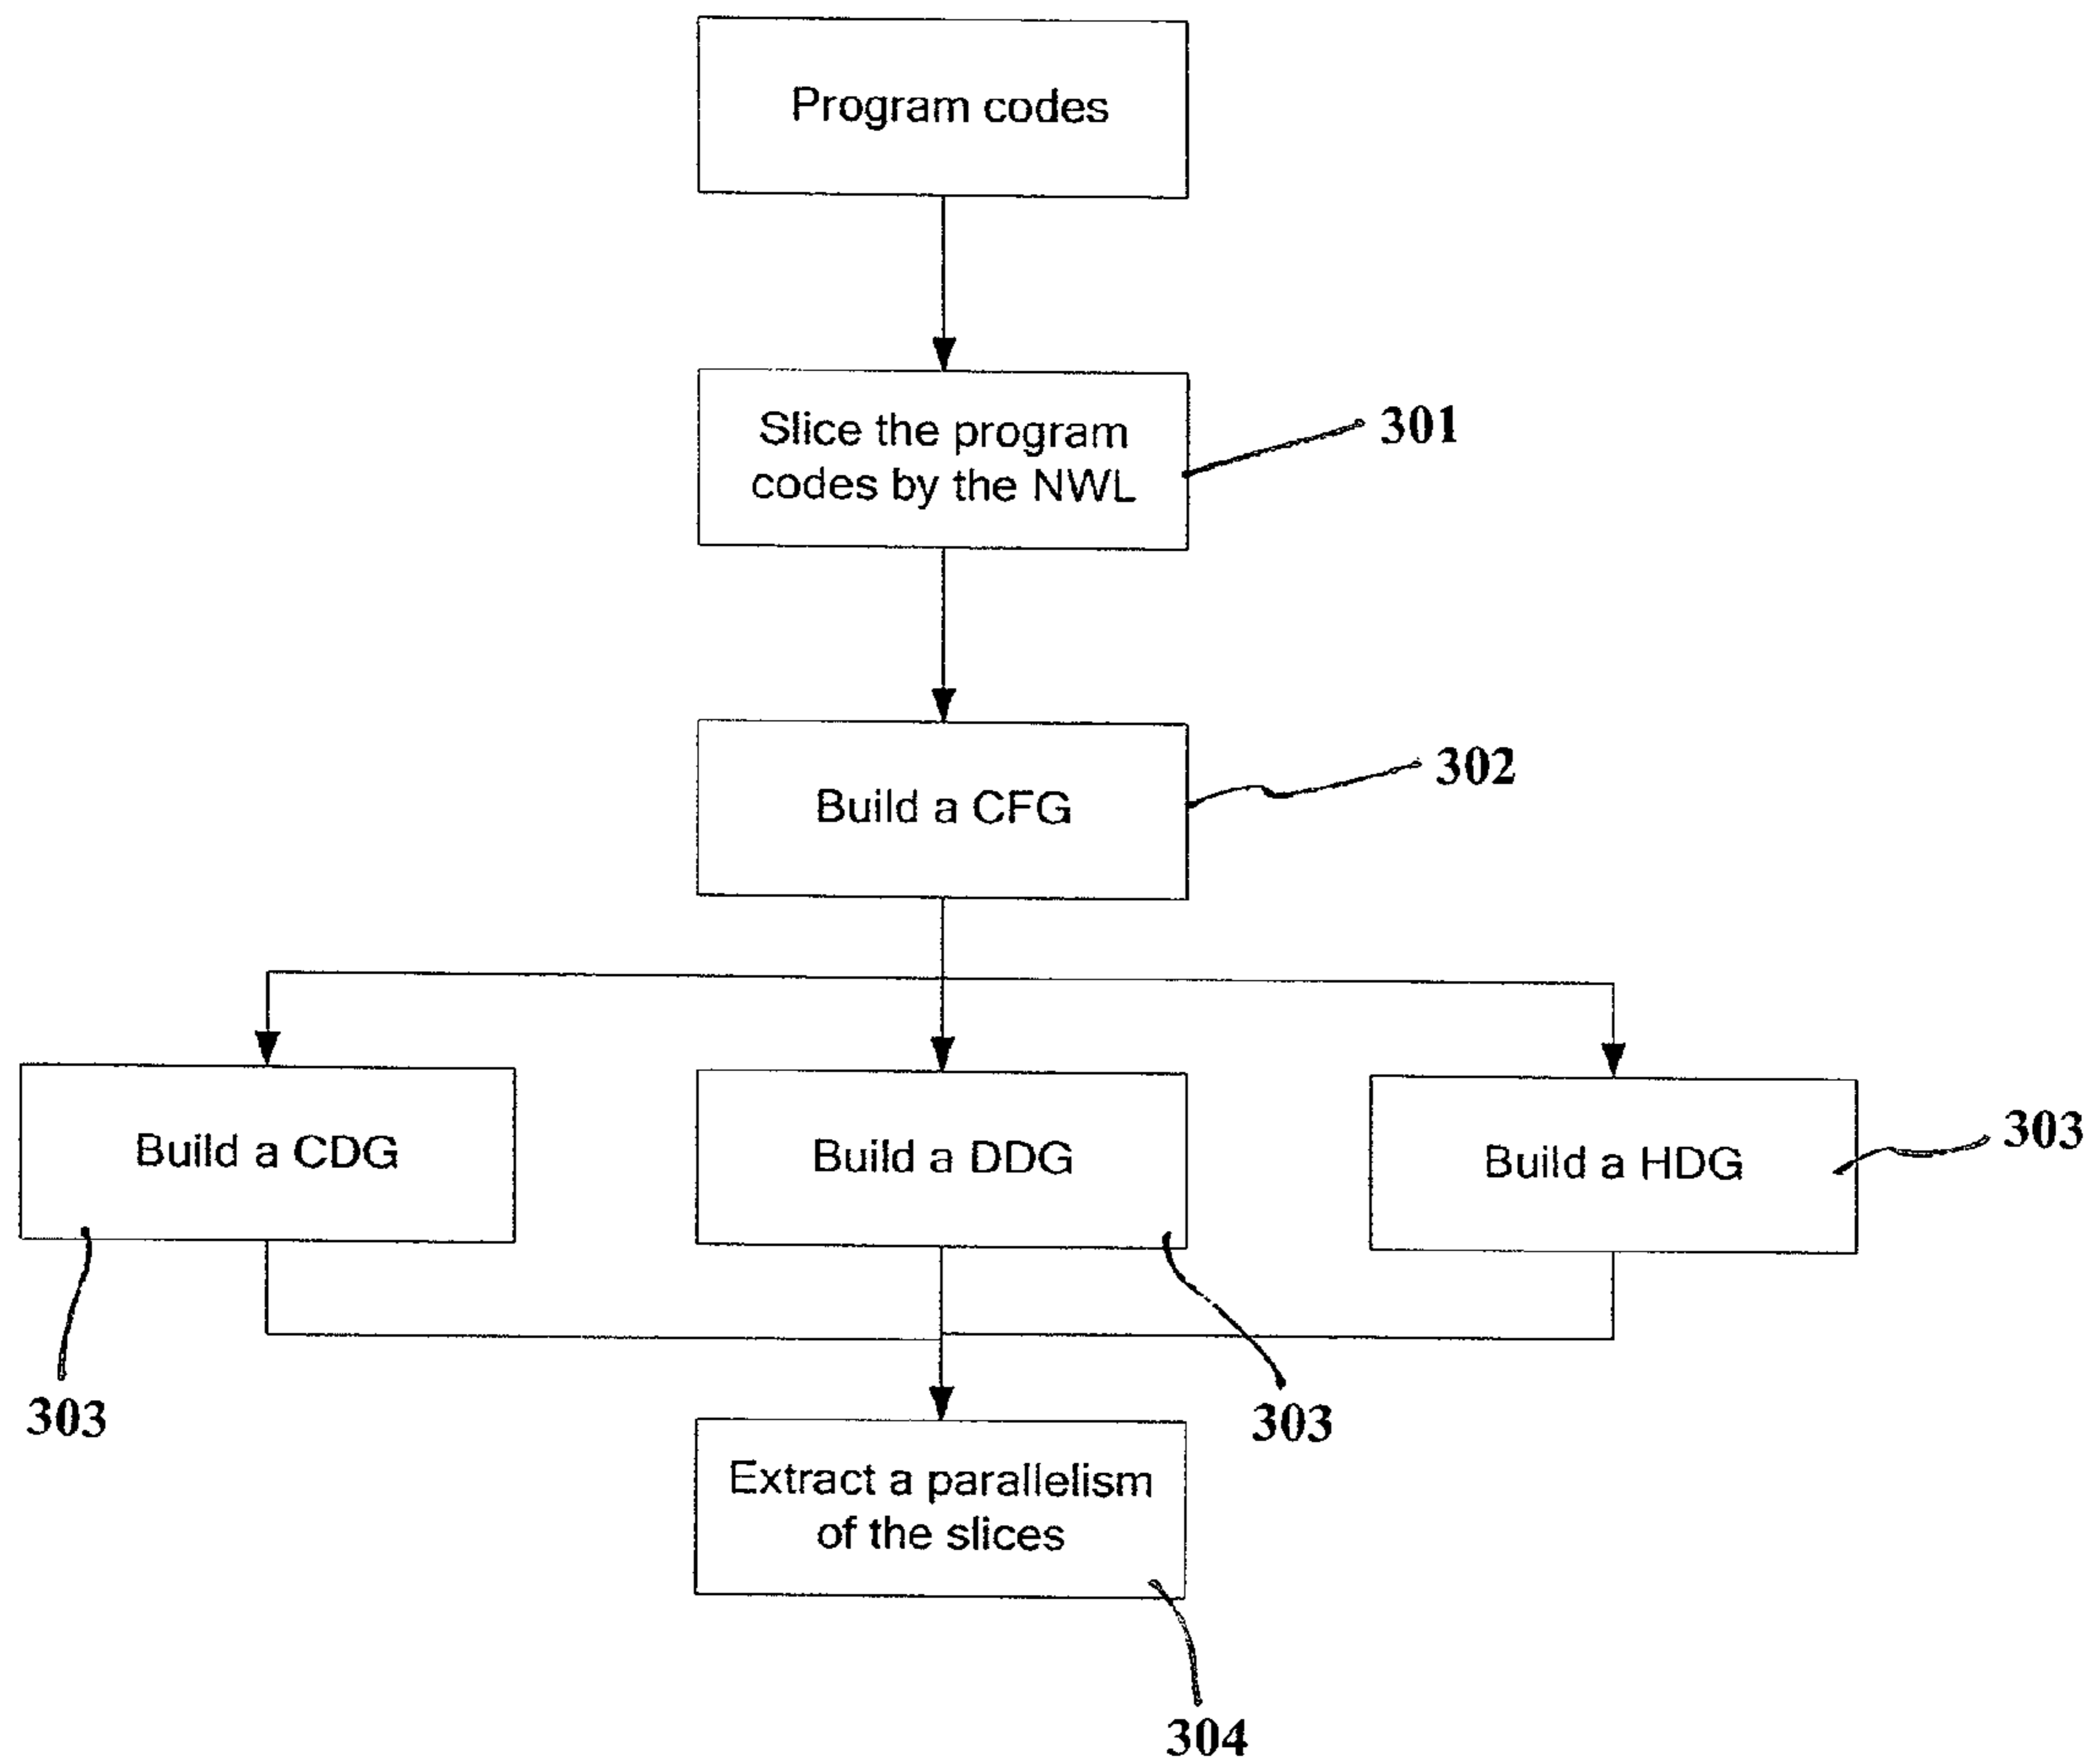 Program codes
Slice the program
codes by the NWL
301
Build a CFG
302
Build a CDG
Build a DDG
Build a HDG
303
303
303
Extract a parallelism
of the slices
304